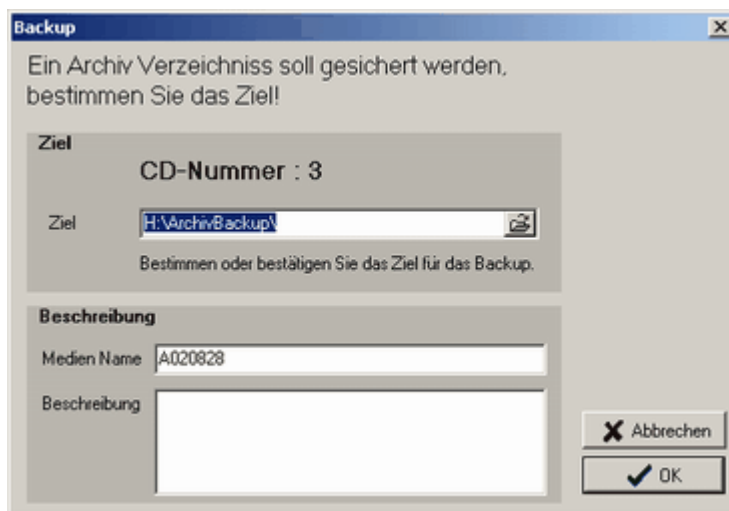 Backup
Ein Archiv Verzeichniss soll gesichert werden,
bestimmen Sie das Ziel!
Ziel
CD-Nummer : 3
Ziel H:\ArchivBackup\
Bestimmen oder bestätigen Sie das Ziel für das Backup.
Beschreibung
Medien Name A020828
Beschreibung
Abbrechen
OK